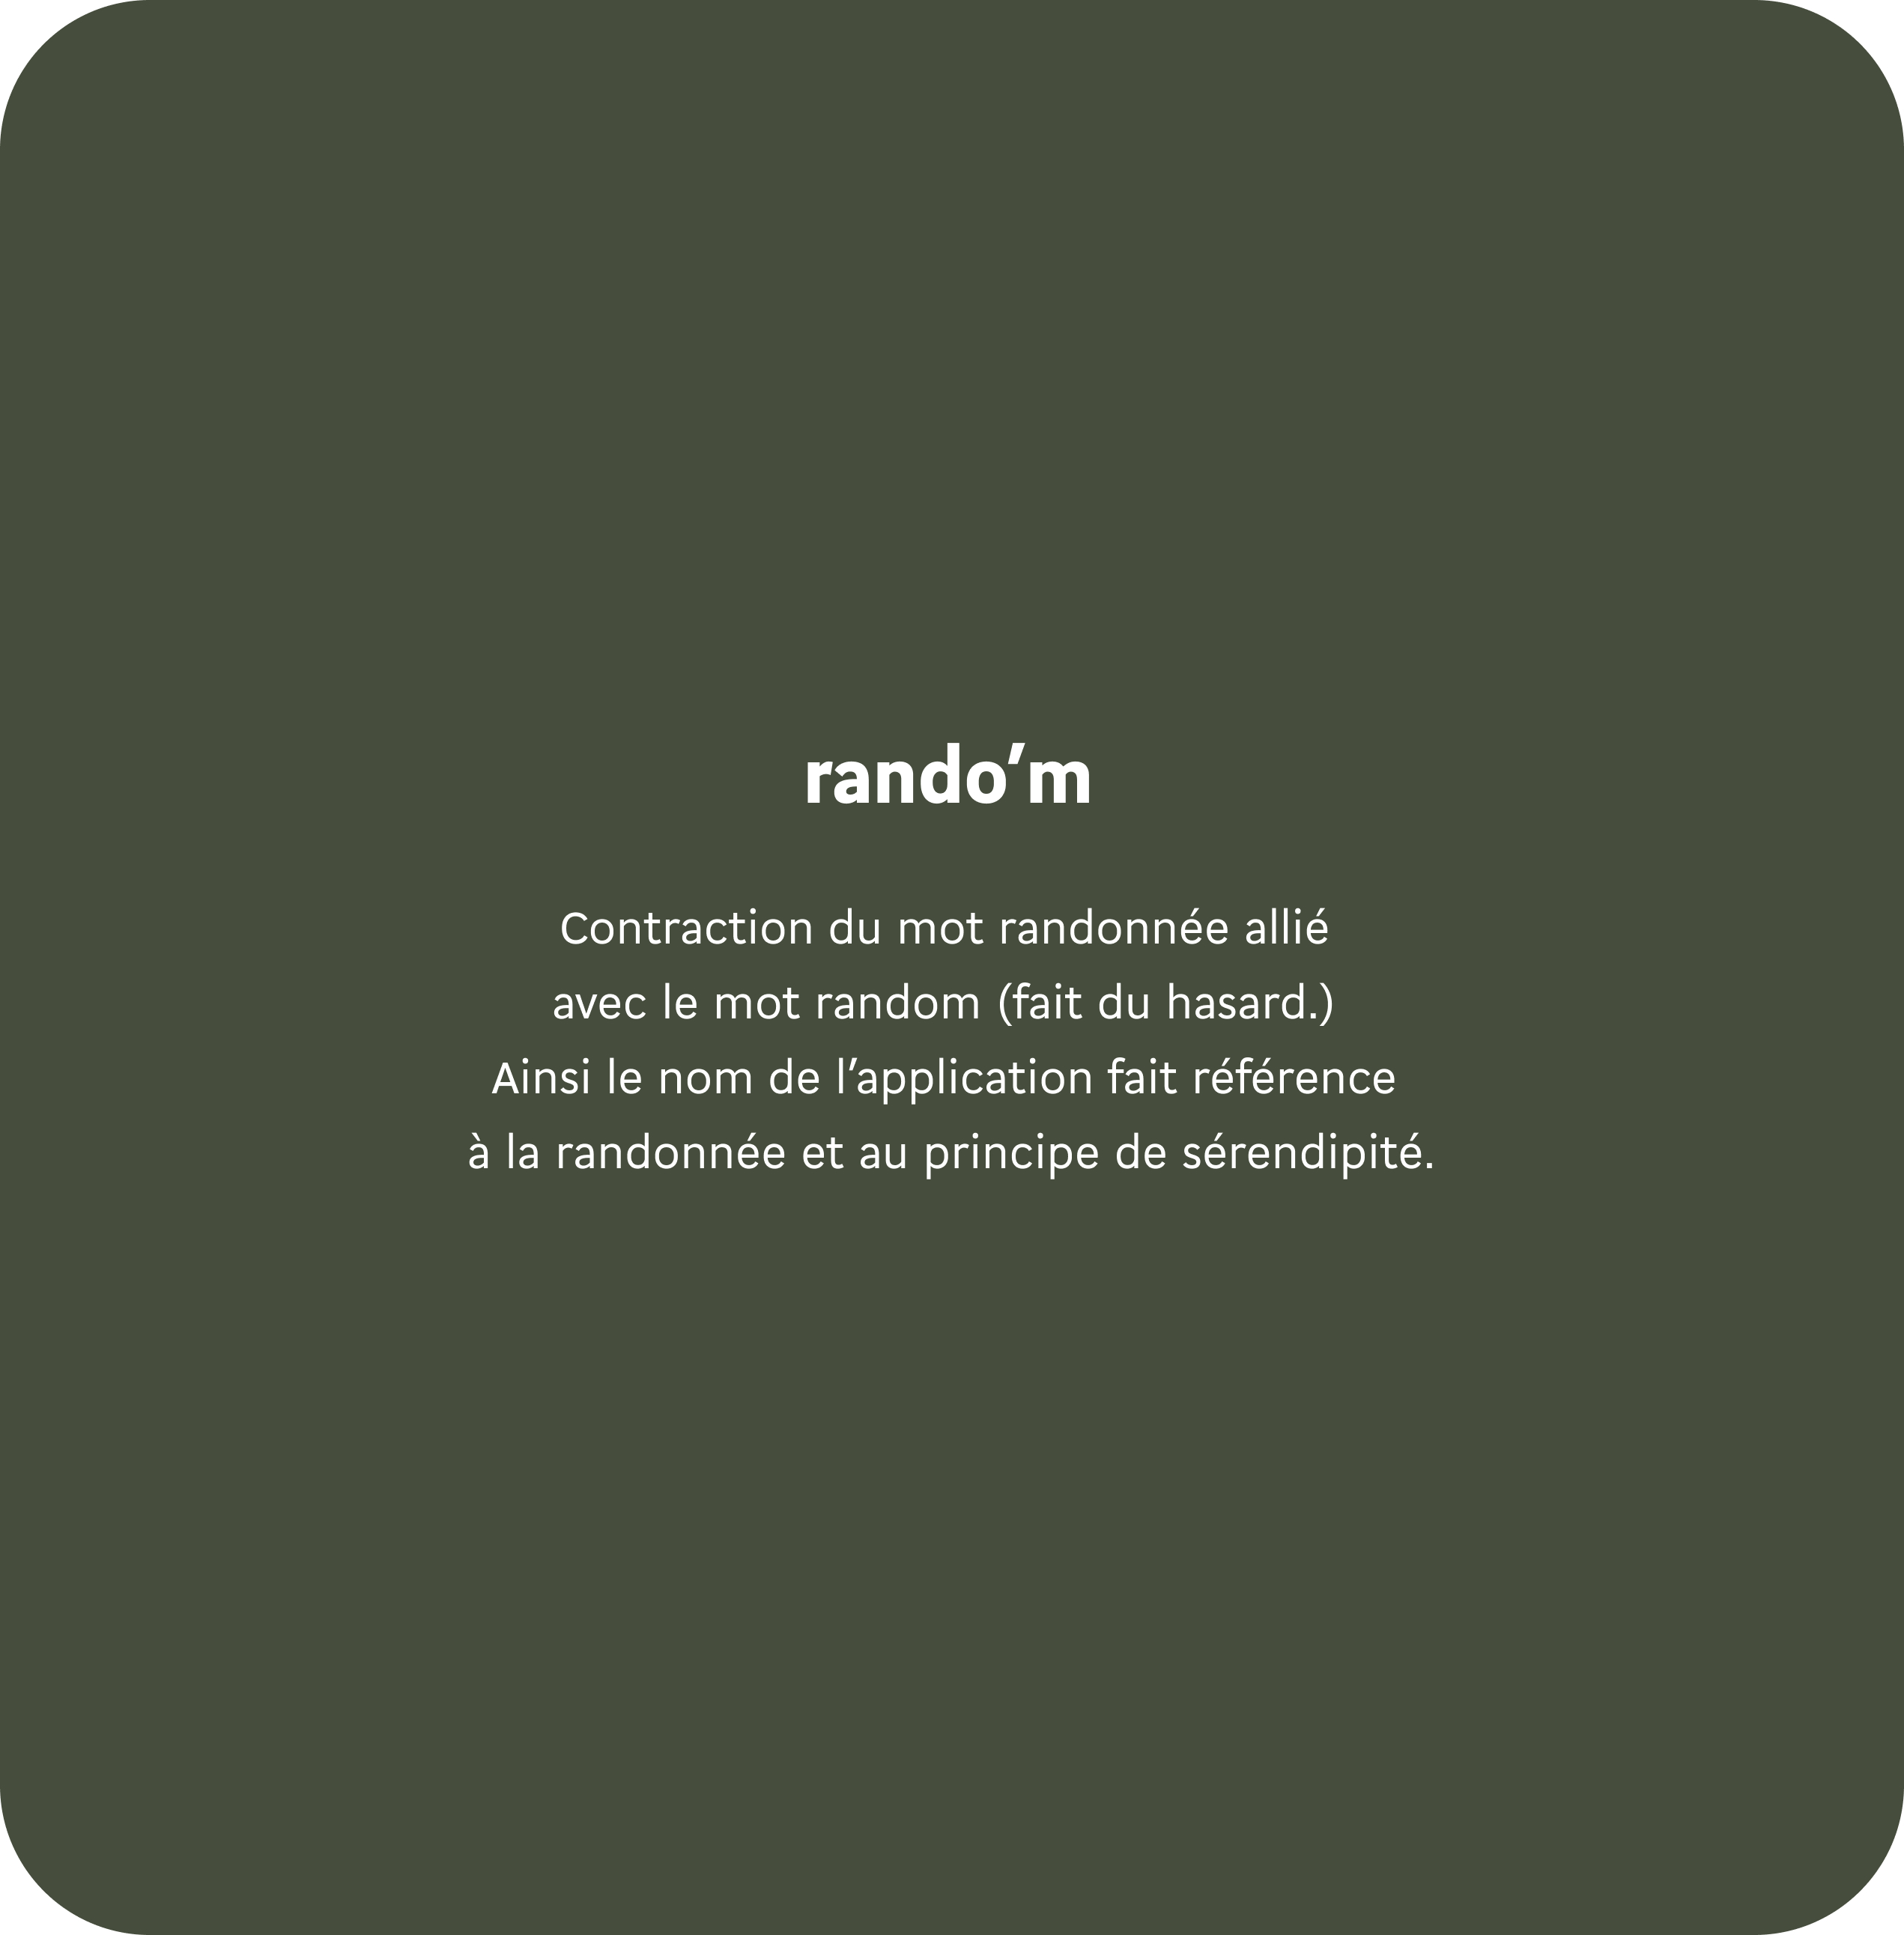 rando’m
Contraction du mot randonnée allié
avec le mot random (fait du hasard.)
Ainsi le nom de l’application fait référence
à la randonnée et au principe de sérendipité.